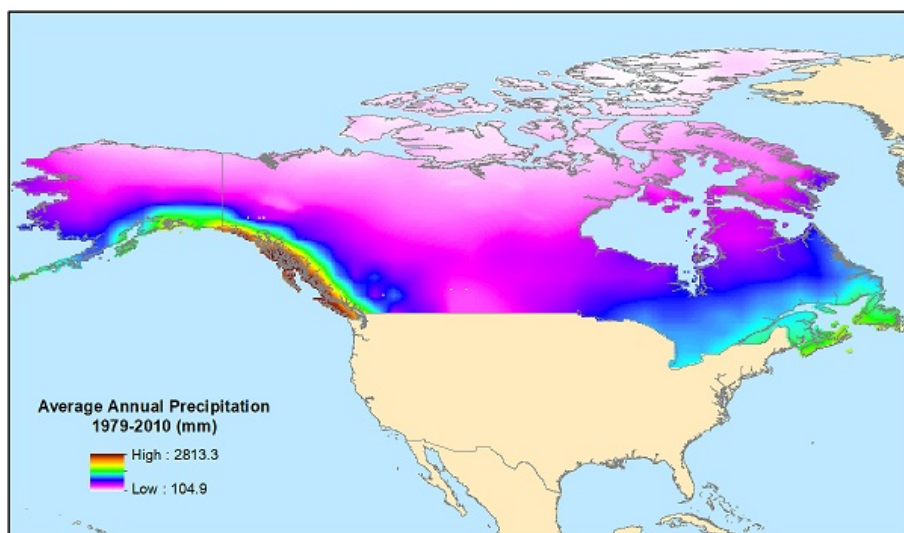 Average Annual Precipitation
1979-2010 (mm)
High : 2813.3
Low : 104.9